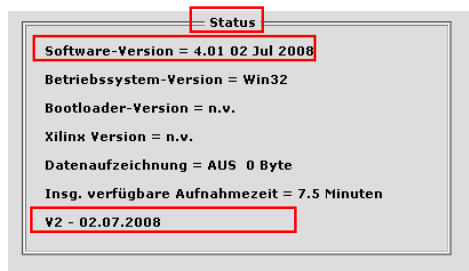 Status
Software-Version = 4.01 02 Jul 2008
Betriebssystem-Version = Win32
Bootloader-Version = n.v.
Xilinx Version = n.v.
Datenaufzeichnung = AUS 0 Byte
Insg. verfügbare Aufnahmezeit = 7.5 Minuten
V2 - 02.07.2008